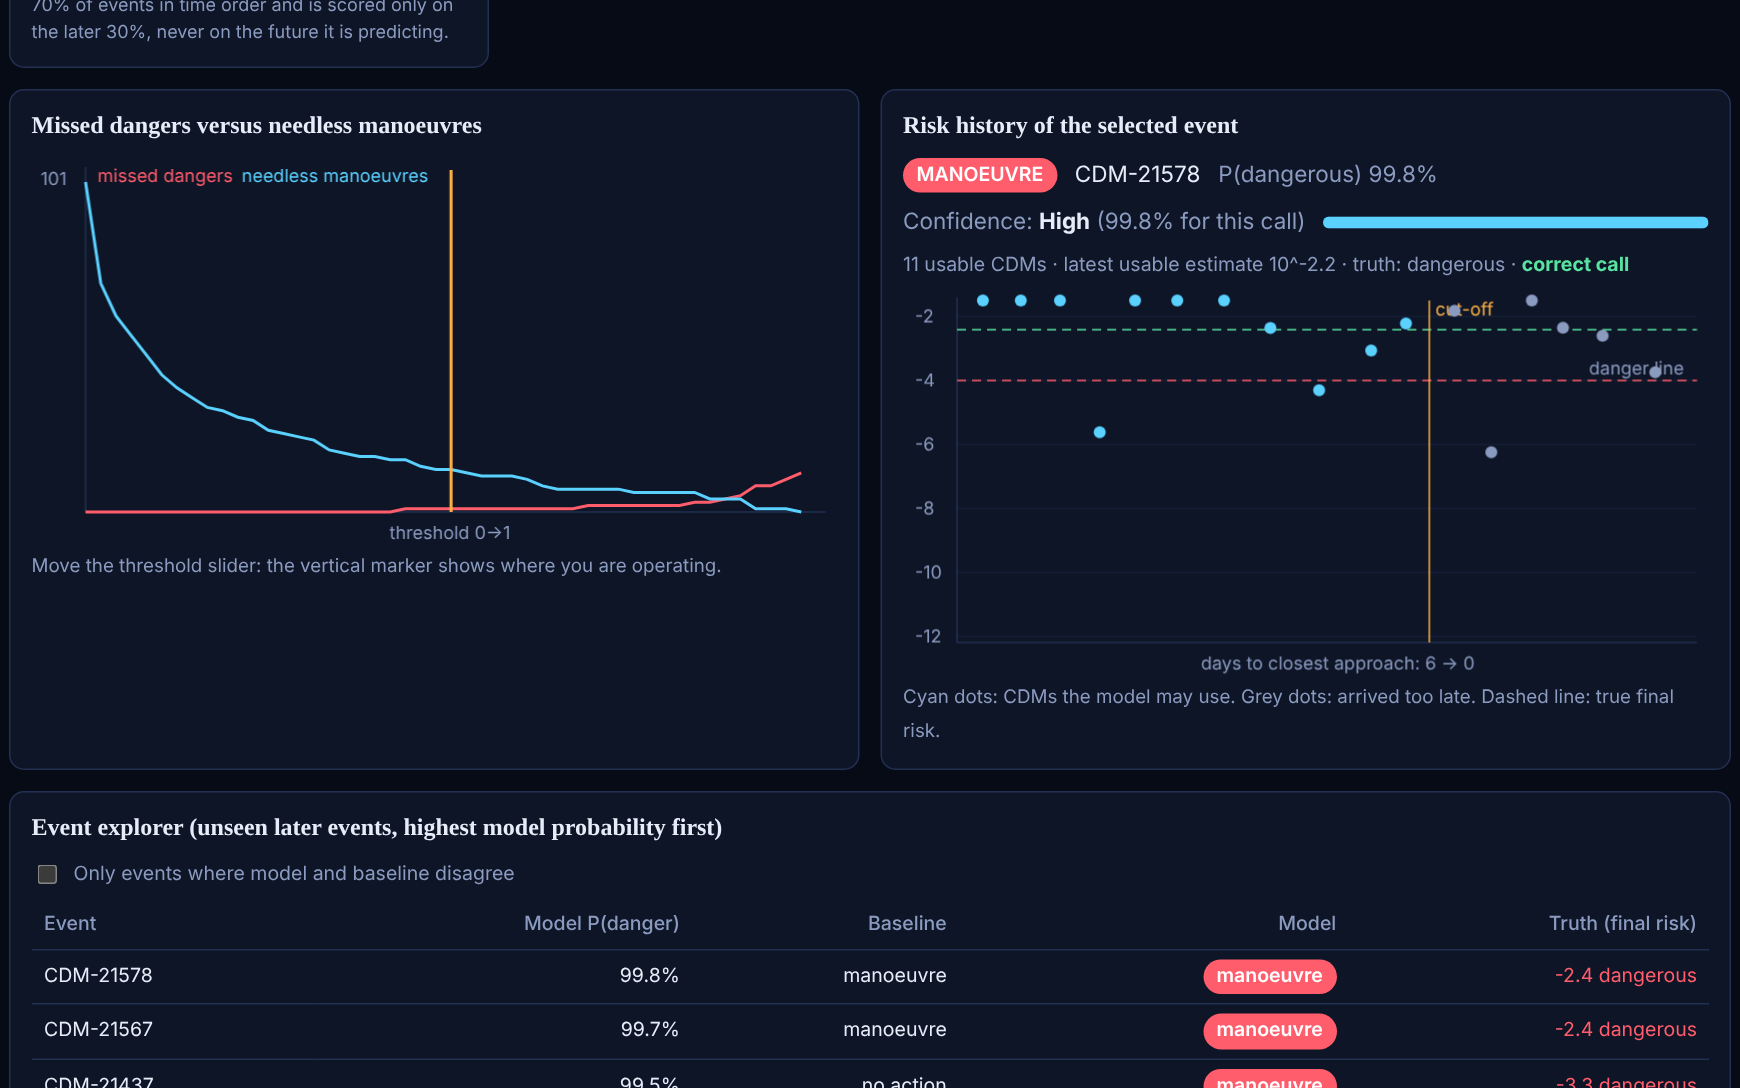 70% of events in time order and is scored only on
the later 30%, never on the future it is predicting.
Missed dangers versus needless manoeuvres
101
missed dangers needless manoeuvres
threshold 0→1
Move the threshold slider: the vertical marker shows where you are operating.
Risk history of the selected event
MANOEUVRE CDM-21578 P(dangerous) 99.8%
Confidence: High (99.8% for this call)
11 usable CDMs · latest usable estimate 10^-2.2 · truth: dangerous · correct call
cut-off
-2
danger line
-4
-6
-8
-10
-12
days to closest approach: 6 → 0
Cyan dots: CDMs the model may use. Grey dots: arrived too late. Dashed line: true final
risk.
Event explorer (unseen later events, highest model probability first)
Only events where model and baseline disagree
Event Model P(danger) Baseline Model Truth (final risk)
CDM-21578 99.8% manoeuvre manoeuvre -2.4 dangerous
CDM-21567 99.7% manoeuvre manoeuvre -2.4 dangerous
CDM-21437 99.5% no action manoeuvre -3.3 dangerous